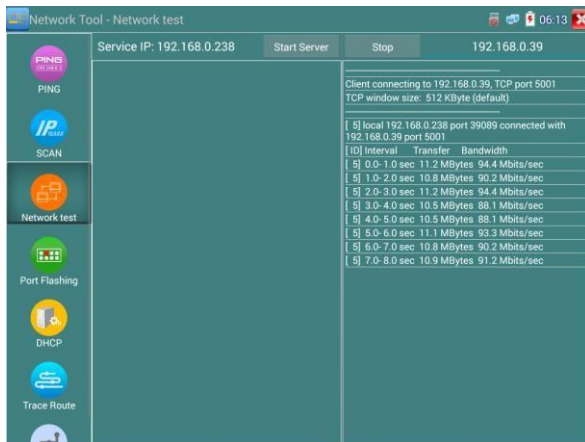 Network Tool - Network test
06:13
Service IP: 192.168.0.238
Start Server
Stop
192.168.0.39
PING
PING
SCAN
IP
Network test
Port Flashing
DHCP
Trace Route
Client connecting to 192.168.0.39, TCP port 5001
TCP window size: 512 KByte (default)
[ 5] local 192.168.0.238 port 39089 connected with
192.168.0.39 port 5001
[ ID] Interval Transfer Bandwidth
[ 5] 0.0- 1.0 sec 11.2 MBytes 94.4 Mbits/sec
[ 5] 1.0- 2.0 sec 10.8 MBytes 90.2 Mbits/sec
[ 5] 2.0- 3.0 sec 11.2 MBytes 94.4 Mbits/sec
[ 5] 3.0- 4.0 sec 10.5 MBytes 88.1 Mbits/sec
[ 5] 4.0- 5.0 sec 10.5 MBytes 88.1 Mbits/sec
[ 5] 5.0- 6.0 sec 11.1 MBytes 93.3 Mbits/sec
[ 5] 6.0- 7.0 sec 10.8 MBytes 90.2 Mbits/sec
[ 5] 7.0- 8.0 sec 10.9 MBytes 91.2 Mbits/sec